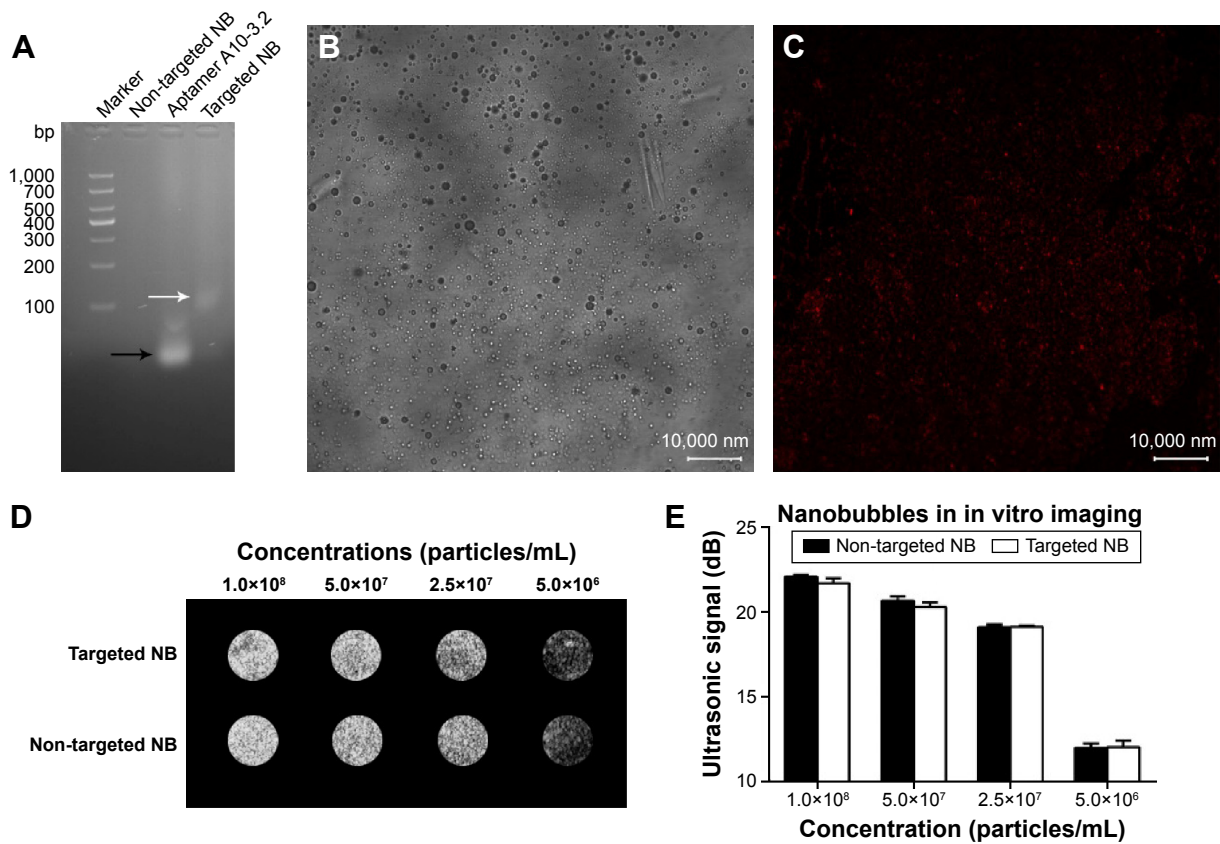 A
Marker
Non-targeted NB
Aptamer A10-3.2
Targeted NB
bp
1,000
700
500
400
300
200
100
B
10,000 nm
C
10,000 nm
D
Concentrations (particles/mL)
1.0×10⁸ 5.0×10⁷ 2.5×10⁷ 5.0×10⁶
Targeted NB
Non-targeted NB
E
Nanobubbles in in vitro imaging
Non-targeted NB Targeted NB
Ultrasonic signal (dB)
25
20
15
10
1.0×10⁸ 5.0×10⁷ 2.5×10⁷ 5.0×10⁶
Concentration (particles/mL)